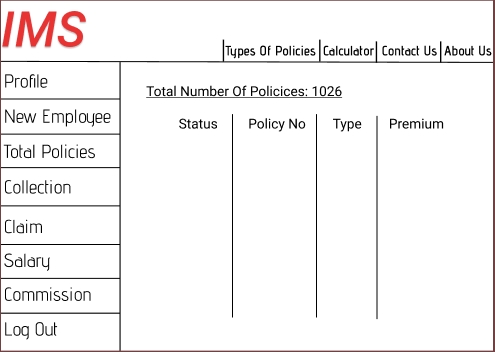 IMS
Types Of Policies Calculator Contact Us About Us
Profile
New Employee
Total Policies
Collection
Claim
Salary
Commission
Log Out
Total Number Of Policices: 1026
Status Policy No Type Premium